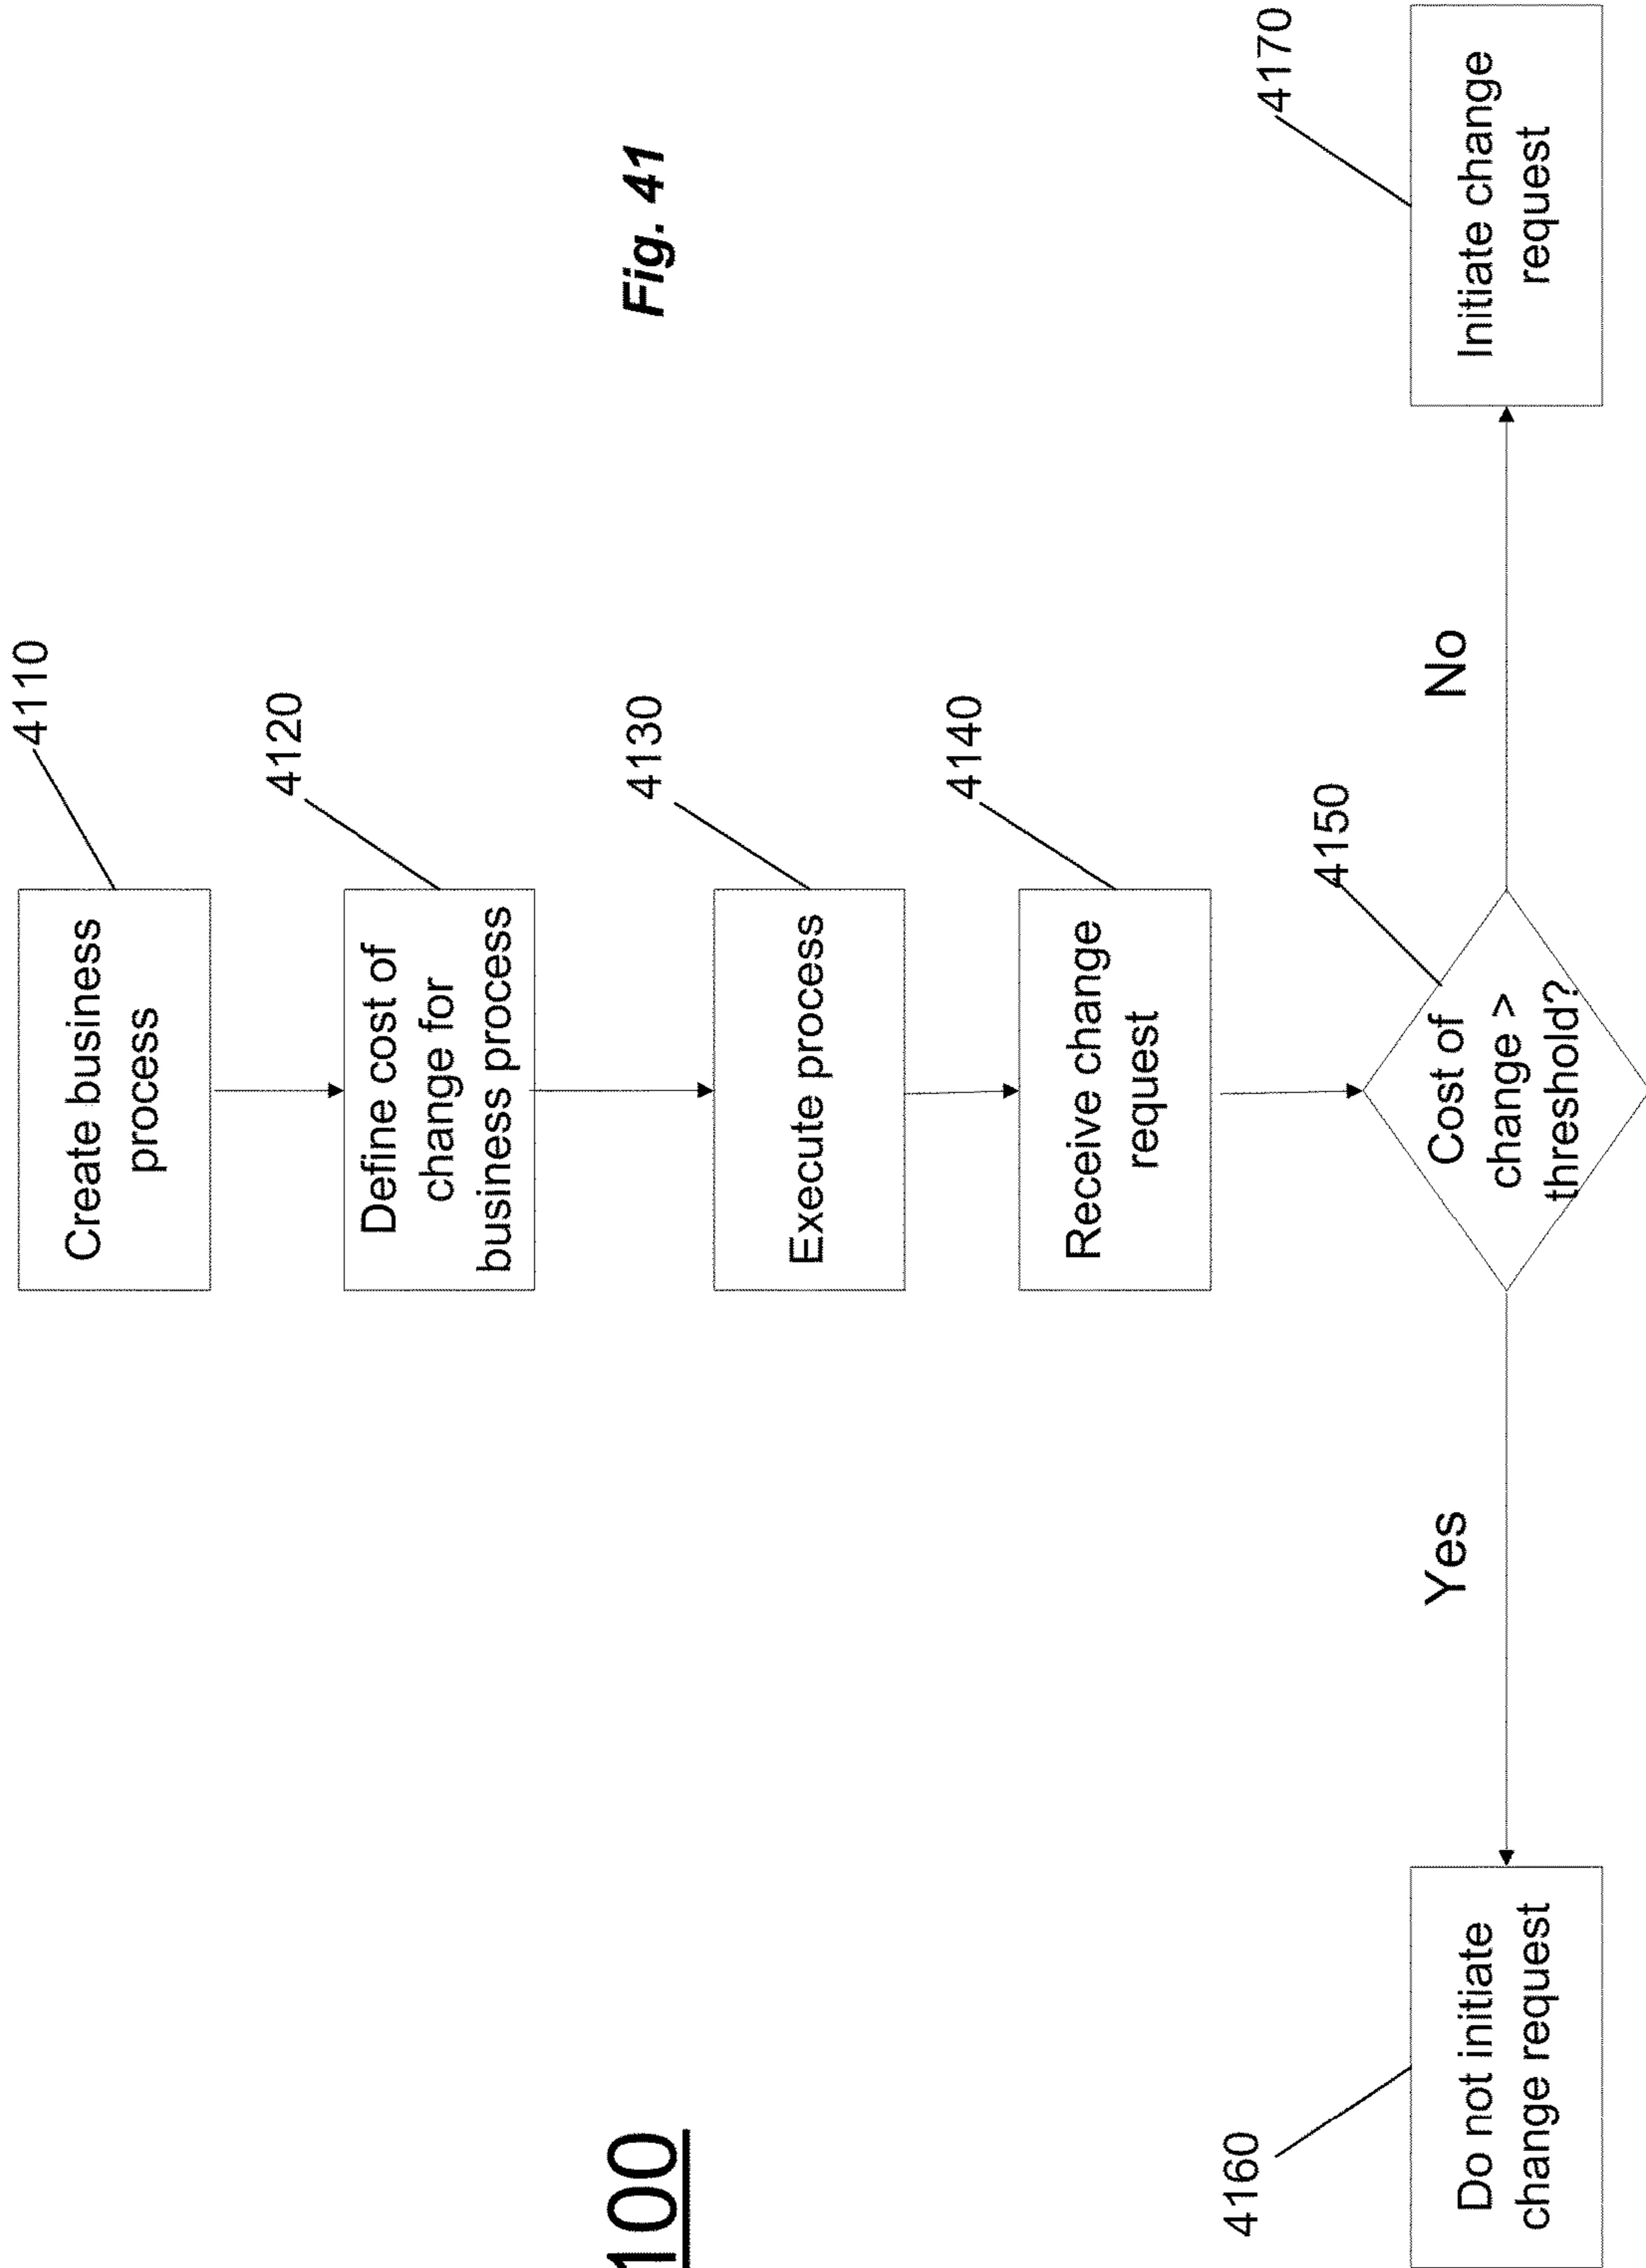 4110
Create business
process
4120
Define cost of
change for
business process
4130
Execute process
Fig. 41
100
4140
Receive change
request
4150
Cost of
change >
threshold?
Yes
No
4160
Do not initiate
change request
4170
Initiate change
request